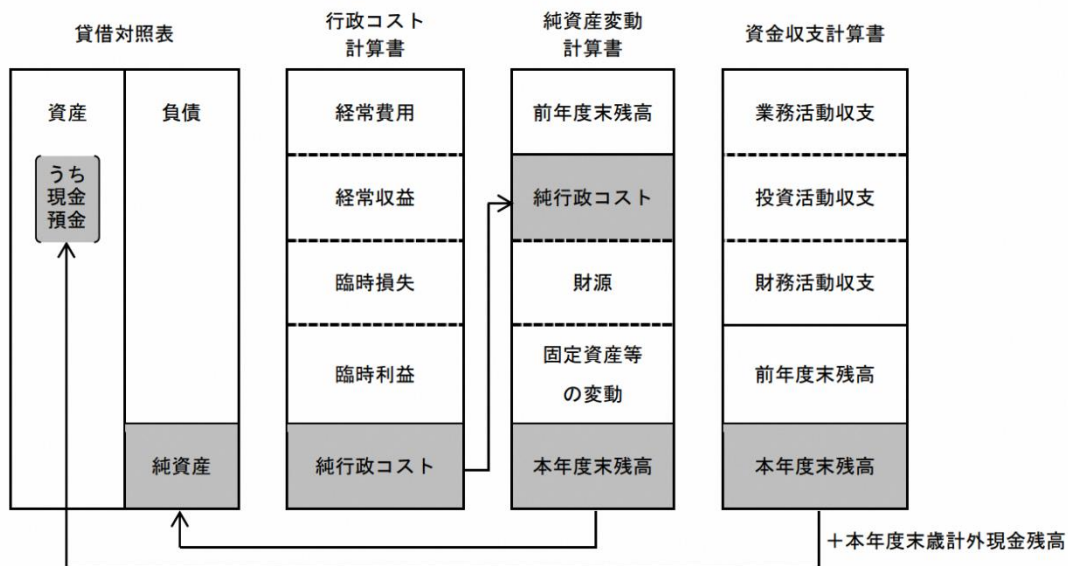 貸借対照表
資産
負債
うち
現金
預金
純資産
行政コスト
計算書
経常費用
経常収益
臨時損失
臨時利益
純行政コスト
純資産変動
計算書
前年度末残高
純行政コスト
財源
固定資産等
の変動
本年度末残高
資金収支計算書
業務活動収支
投資活動収支
財務活動収支
前年度末残高
本年度末残高
＋本年度末歳計外現金残高